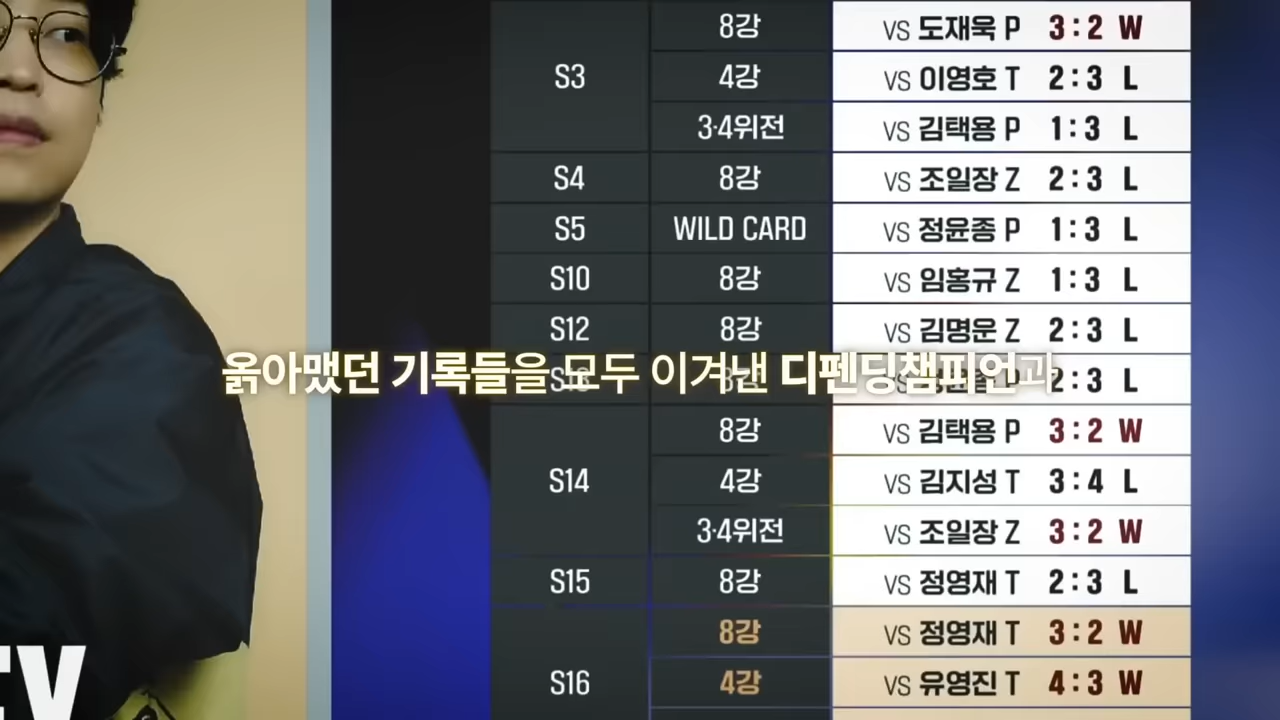 S3
8강 VS 도재욱 P 3:2 W
4강 VS 이영호 T 2:3 L
3·4위전 VS 김택용 P 1:3 L
S4 8강 VS 조일장 Z 2:3 L
S5 WILD CARD VS 정윤종 P 1:3 L
S10 8강 VS 임홍규 Z 1:3 L
S12 8강 VS 김명운 Z 2:3 L
옭아맸던 기록들을 모두 이겨낸 디펜딩챔피언과
8강 2:3 L
S14
8강 VS 김택용 P 3:2 W
4강 VS 김지성 T 3:4 L
3·4위전 VS 조일장 Z 3:2 W
S15 8강 VS 정영재 T 2:3 L
S16
8강 VS 정영재 T 3:2 W
4강 VS 유영진 T 4:3 W